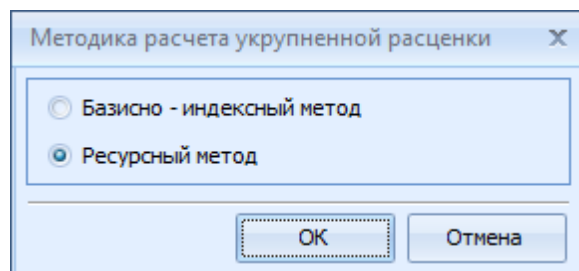 Методика расчета укрупненной расценки
Базисно - индексный метод
Ресурсный метод
ОК
Отмена